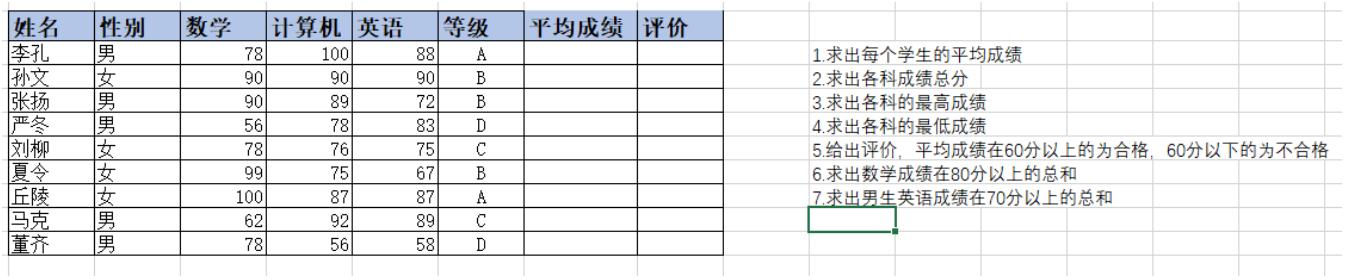 姓名 性别 数学 计算机 英语 等级 平均成绩 评价
李孔 男 78 100 88 A
孙文 女 90 90 90 B
张扬 男 90 89 72 B
严冬 男 56 78 83 D
刘柳 女 78 76 75 C
夏令 女 99 75 67 B
丘陵 女 100 87 87 A
马克 男 62 92 89 C
董齐 男 78 56 58 D
1.求出每个学生的平均成绩
2.求出各科成绩总分
3.求出各科的最高成绩
4.求出各科的最低成绩
5.给出评价，平均成绩在60分以上的为合格，60分以下的为不合格
6.求出数学成绩在80分以上的总和
7.求出男生英语成绩在70分以上的总和